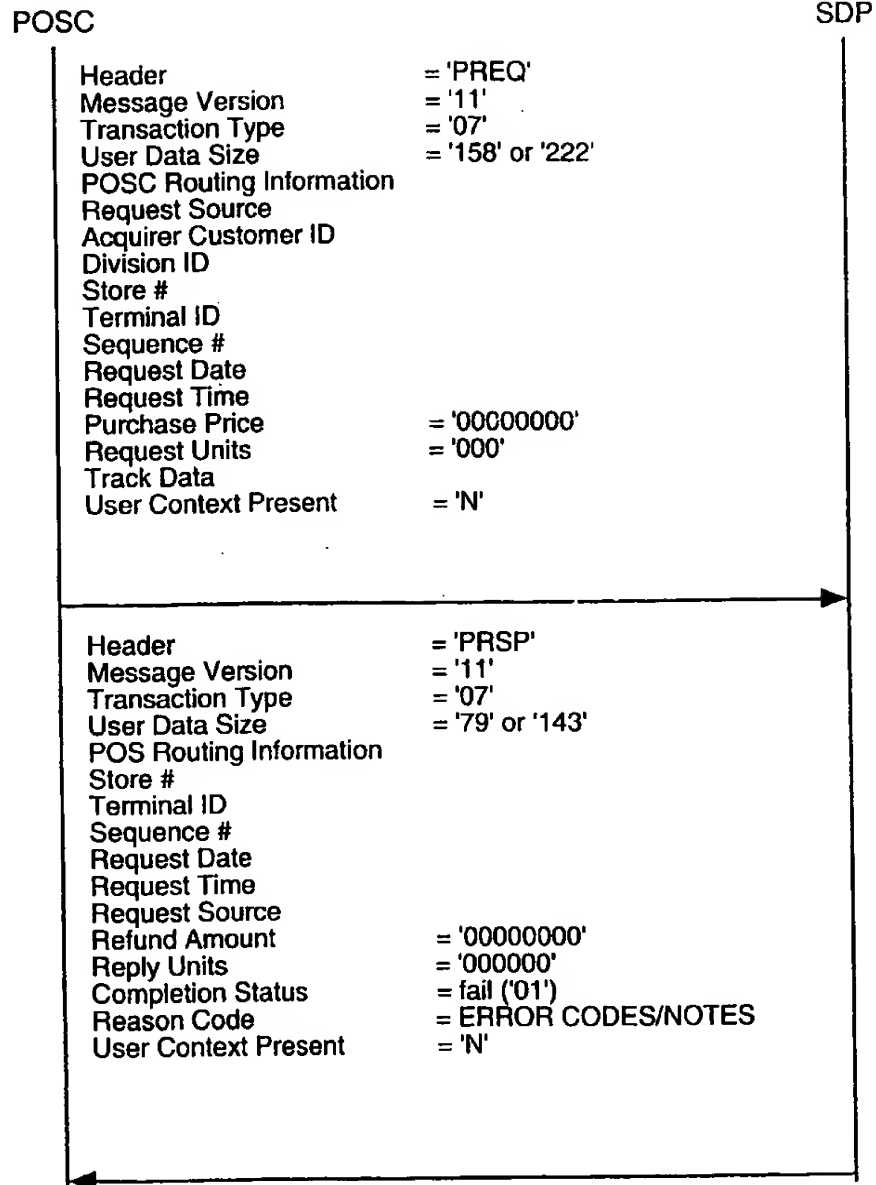 POSC SDP
Header = 'PREQ'
Message Version = '11'
Transaction Type = '07'
User Data Size = '158' or '222'
POSC Routing Information
Request Source
Acquirer Customer ID
Division ID
Store #
Terminal ID
Sequence #
Request Date
Request Time
Purchase Price = '00000000'
Request Units = '000'
Track Data
User Context Present = 'N'
Header = 'PRSP'
Message Version = '11'
Transaction Type = '07'
User Data Size = '79' or '143'
POS Routing Information
Store #
Terminal ID
Sequence #
Request Date
Request Time
Request Source
Refund Amount = '00000000'
Reply Units = '000000'
Completion Status = fail ('01')
Reason Code = ERROR CODES/NOTES
User Context Present = 'N'